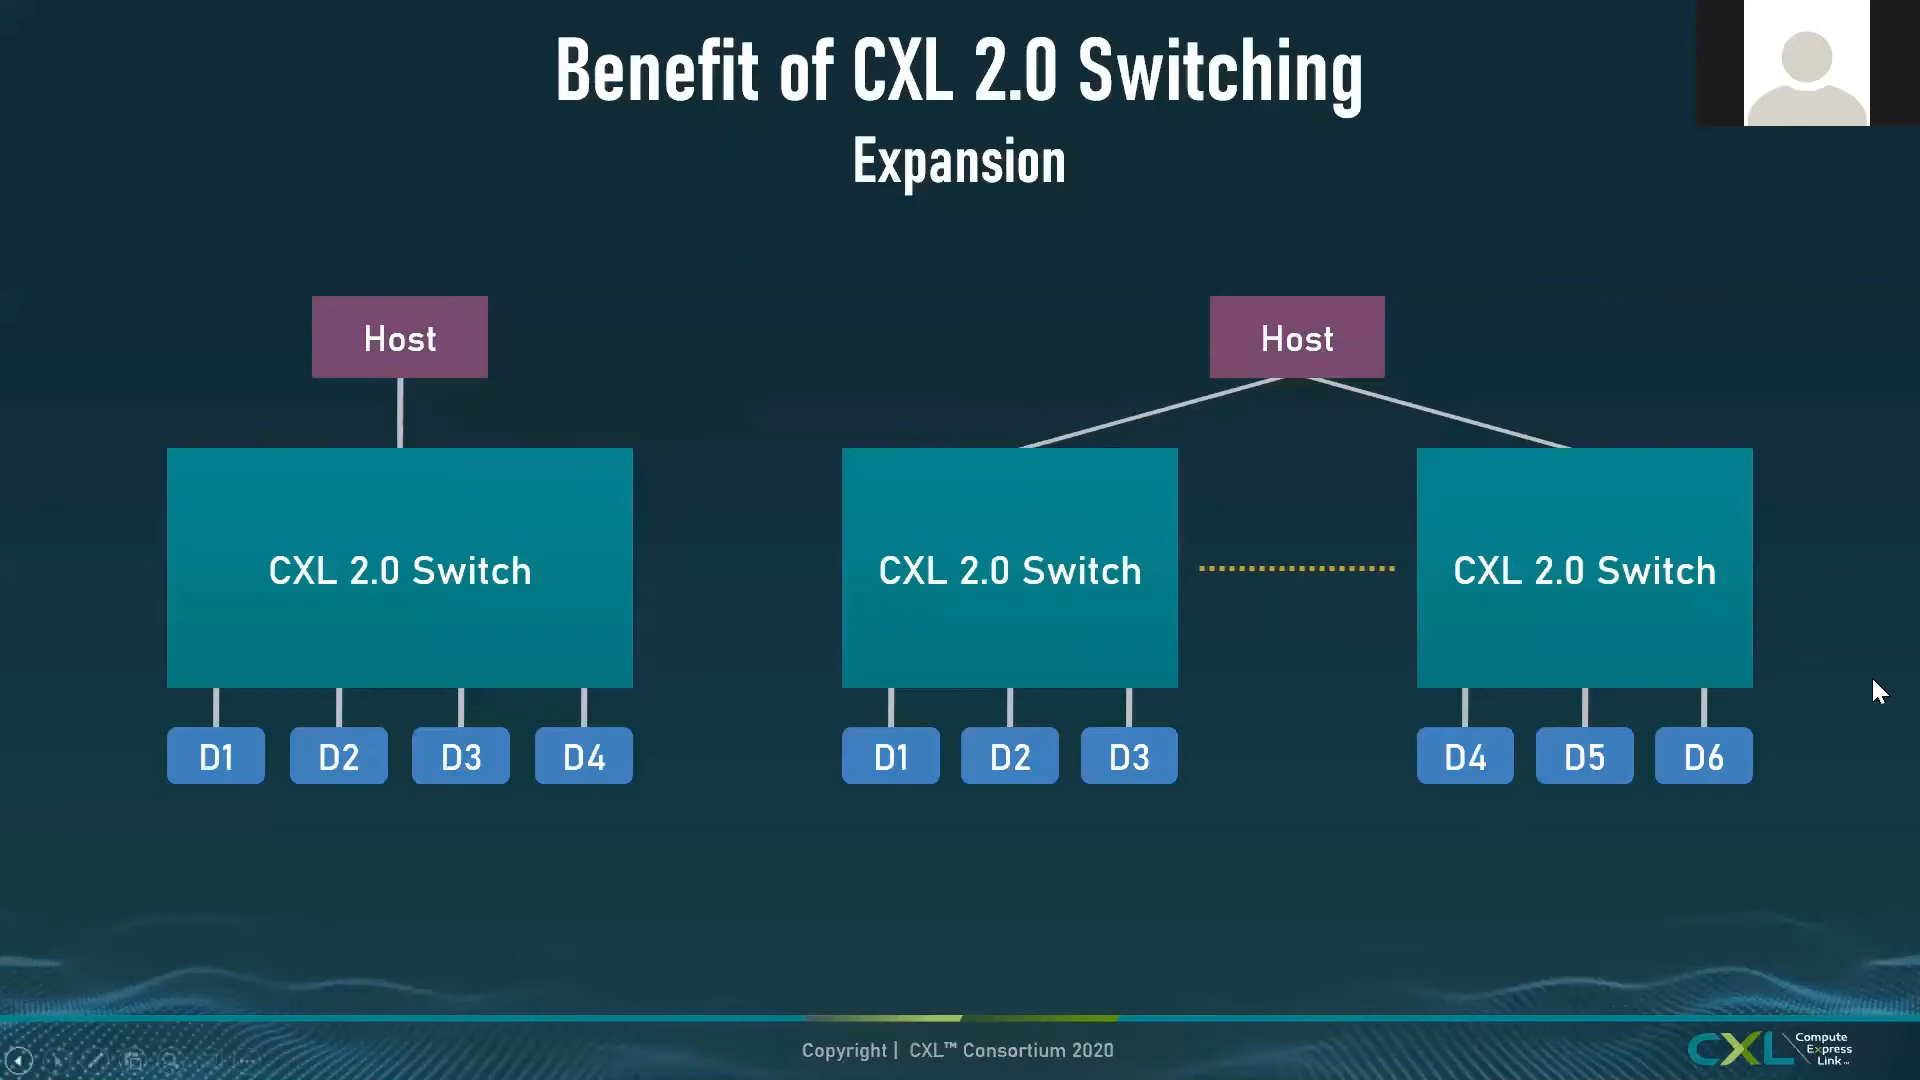 Benefit of CXL 2.0 Switching
Expansion
Host
Host
CXL 2.0 Switch
CXL 2.0 Switch
CXL 2.0 Switch
D1
D2
D3
D4
D1
D2
D3
D4
D5
D6
Copyright | CXL™ Consortium 2020
CXL
Compute
Express
Link™